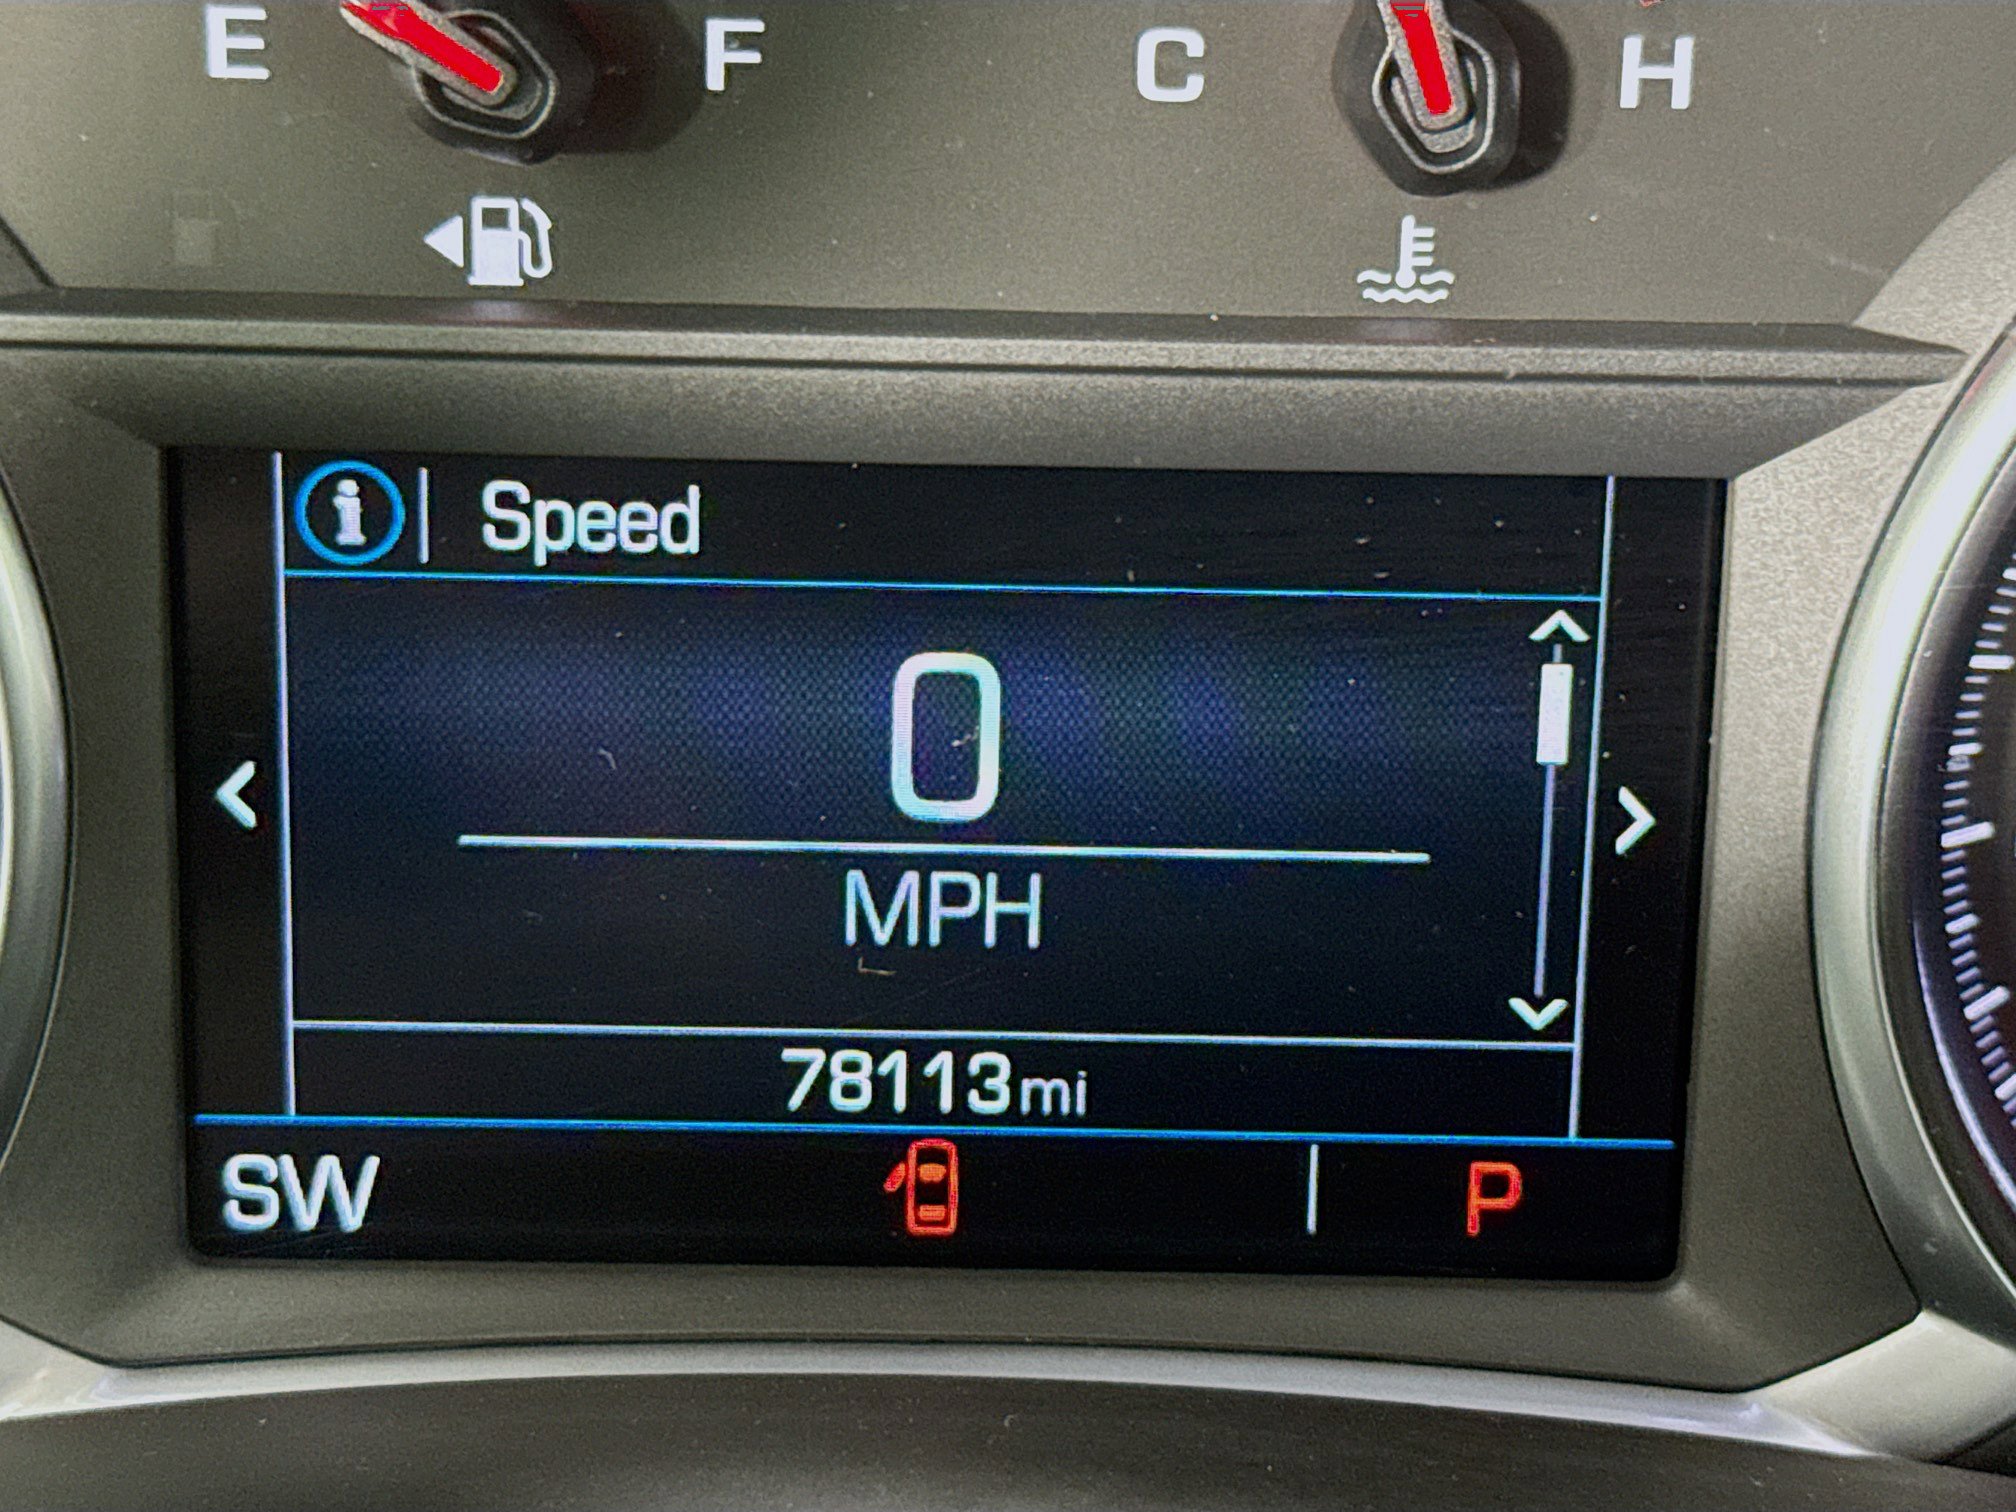 E F C H
Speed
0
MPH
78113mi
SW P